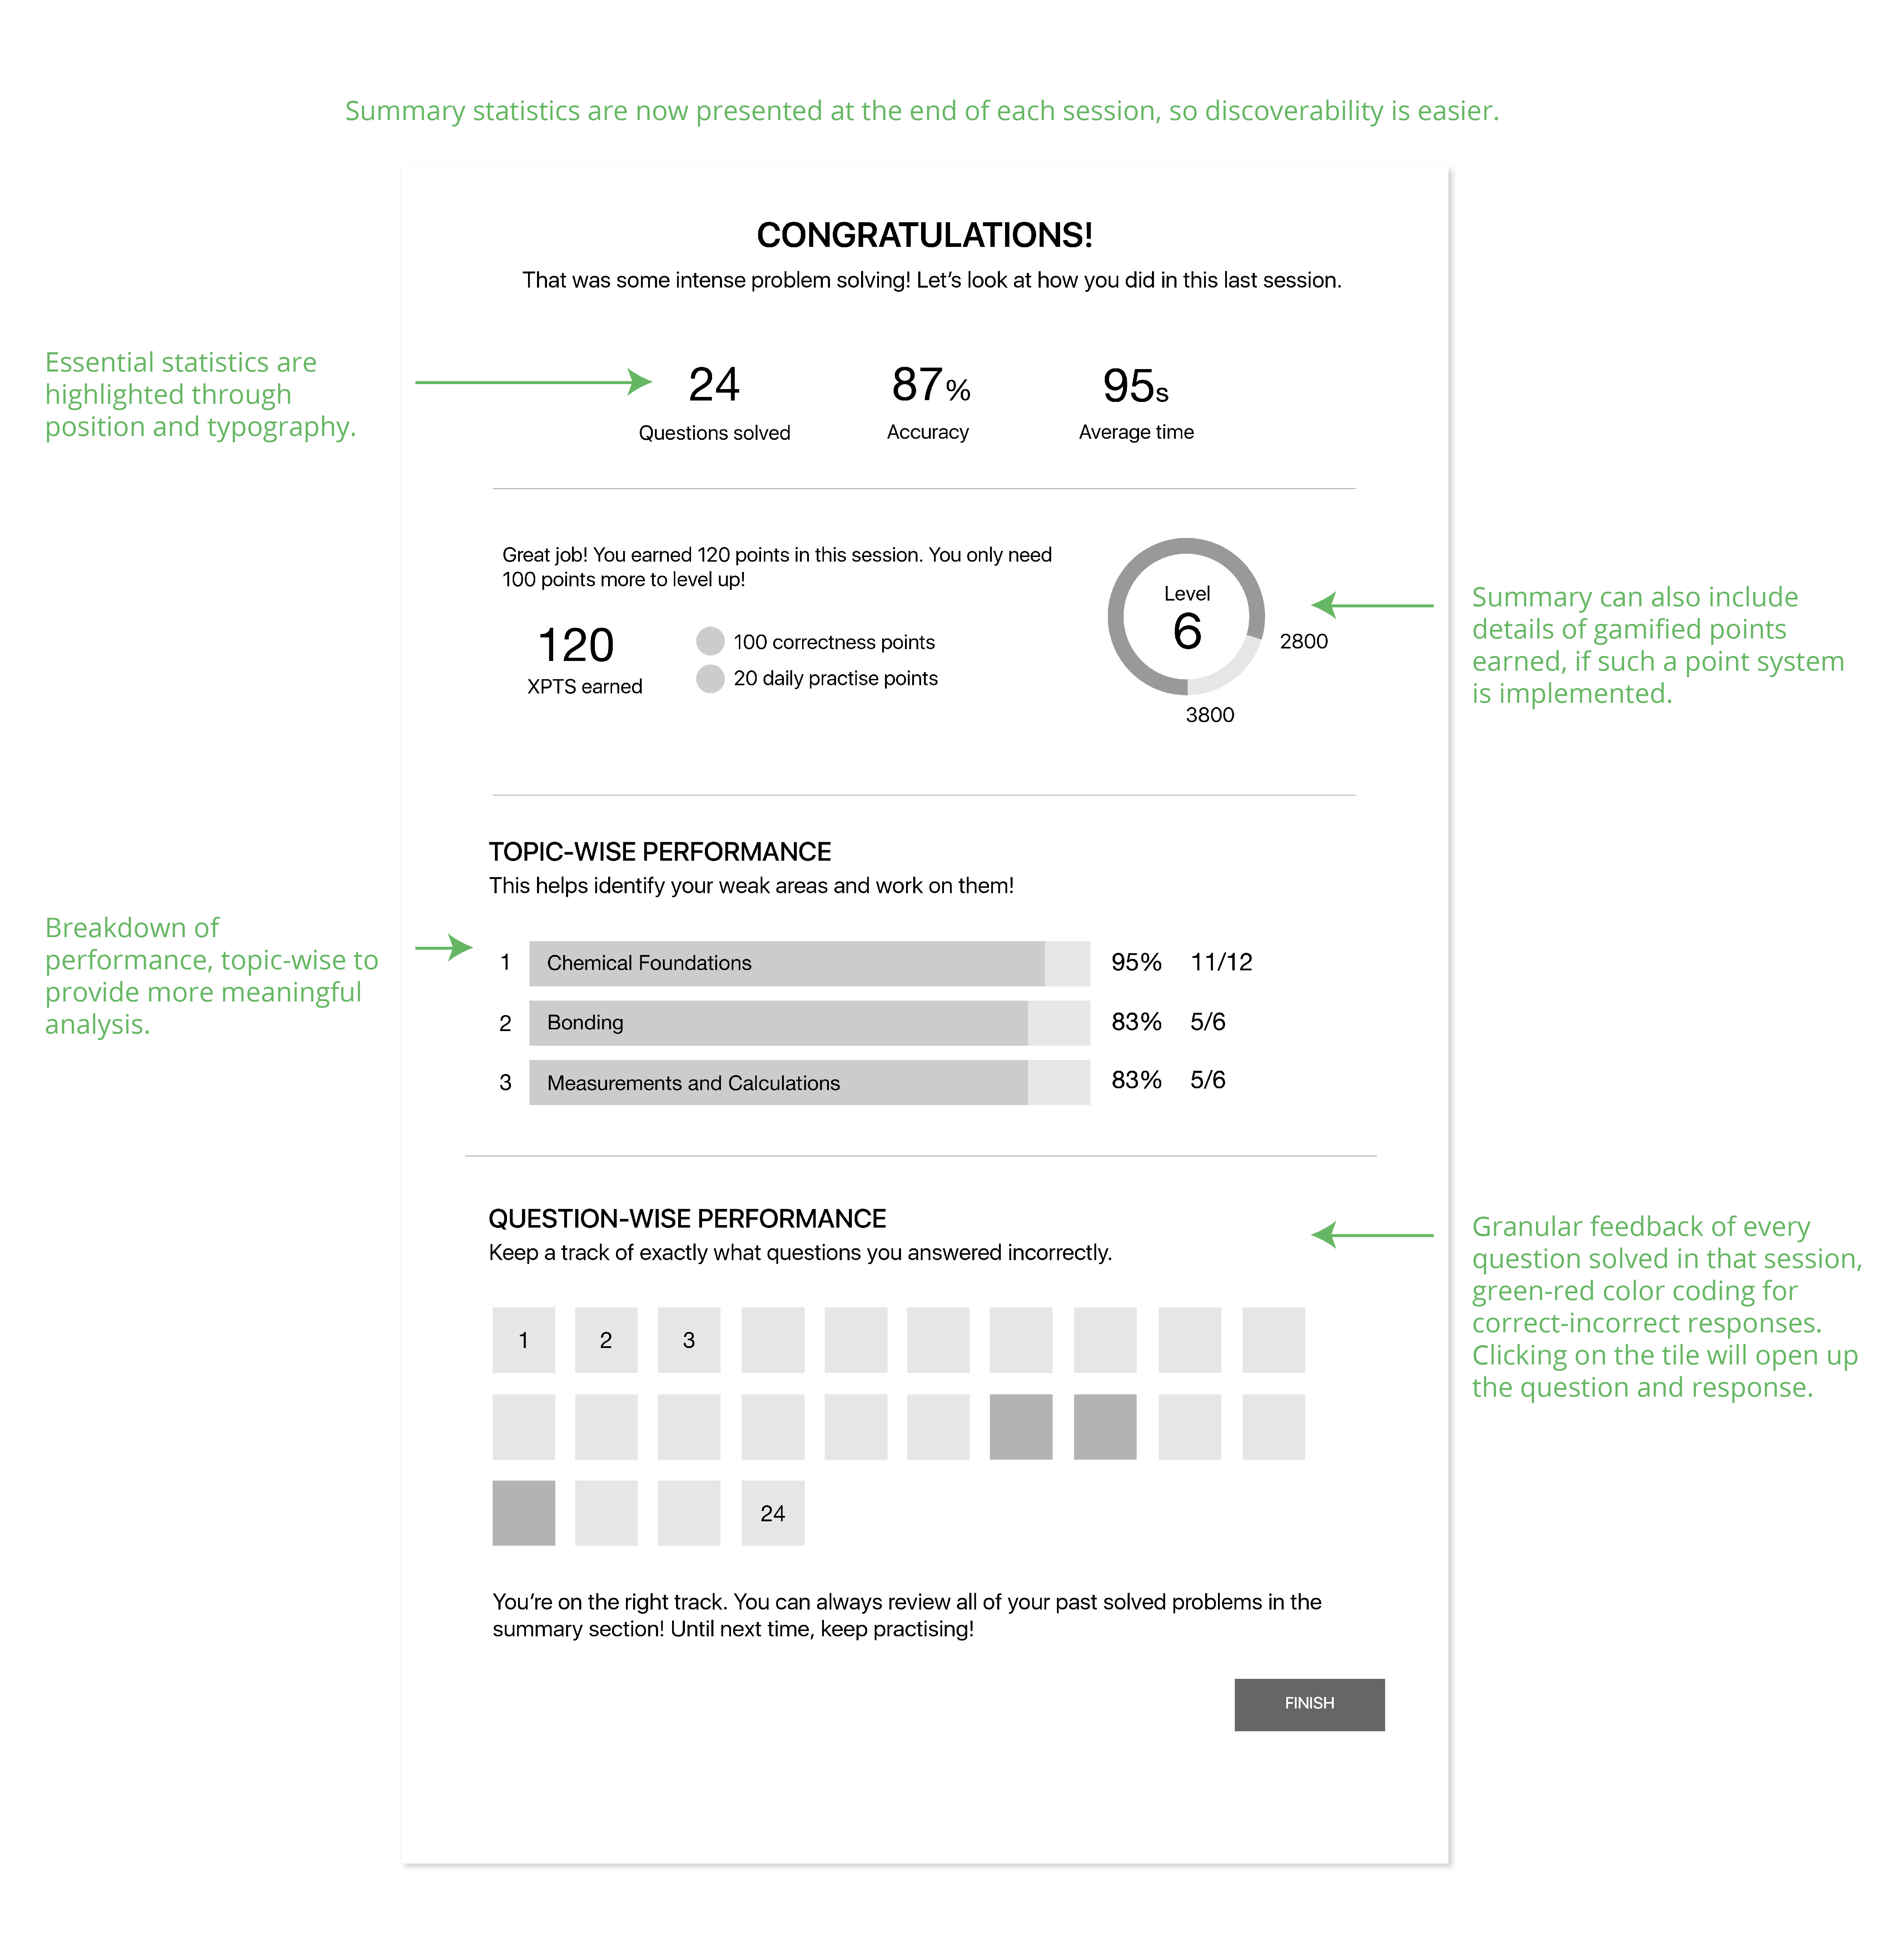 Summary statistics are now presented at the end of each session, so discoverability is easier.
CONGRATULATIONS!
That was some intense problem solving! Let's look at how you did in this last session.
Essential statistics are
highlighted through
position and typography.
24
Questions solved
87%
Accuracy
95s
Average time
Great job! You earned 120 points in this session. You only need
100 points more to level up!
120
XPTS earned
100 correctness points
20 daily practise points
Level
6
2800
3800
Summary can also include
details of gamified points
earned, if such a point system
is implemented.
TOPIC-WISE PERFORMANCE
This helps identify your weak areas and work on them!
Breakdown of
performance, topic-wise to
provide more meaningful
analysis.
1 Chemical Foundations 95% 11/12
2 Bonding 83% 5/6
3 Measurements and Calculations 83% 5/6
QUESTION-WISE PERFORMANCE
Keep a track of exactly what questions you answered incorrectly.
Granular feedback of every
question solved in that session,
green-red color coding for
correct-incorrect responses.
Clicking on the tile will open up
the question and response.
1 2 3
24
You're on the right track. You can always review all of your past solved problems in the
summary section! Until next time, keep practising!
FINISH